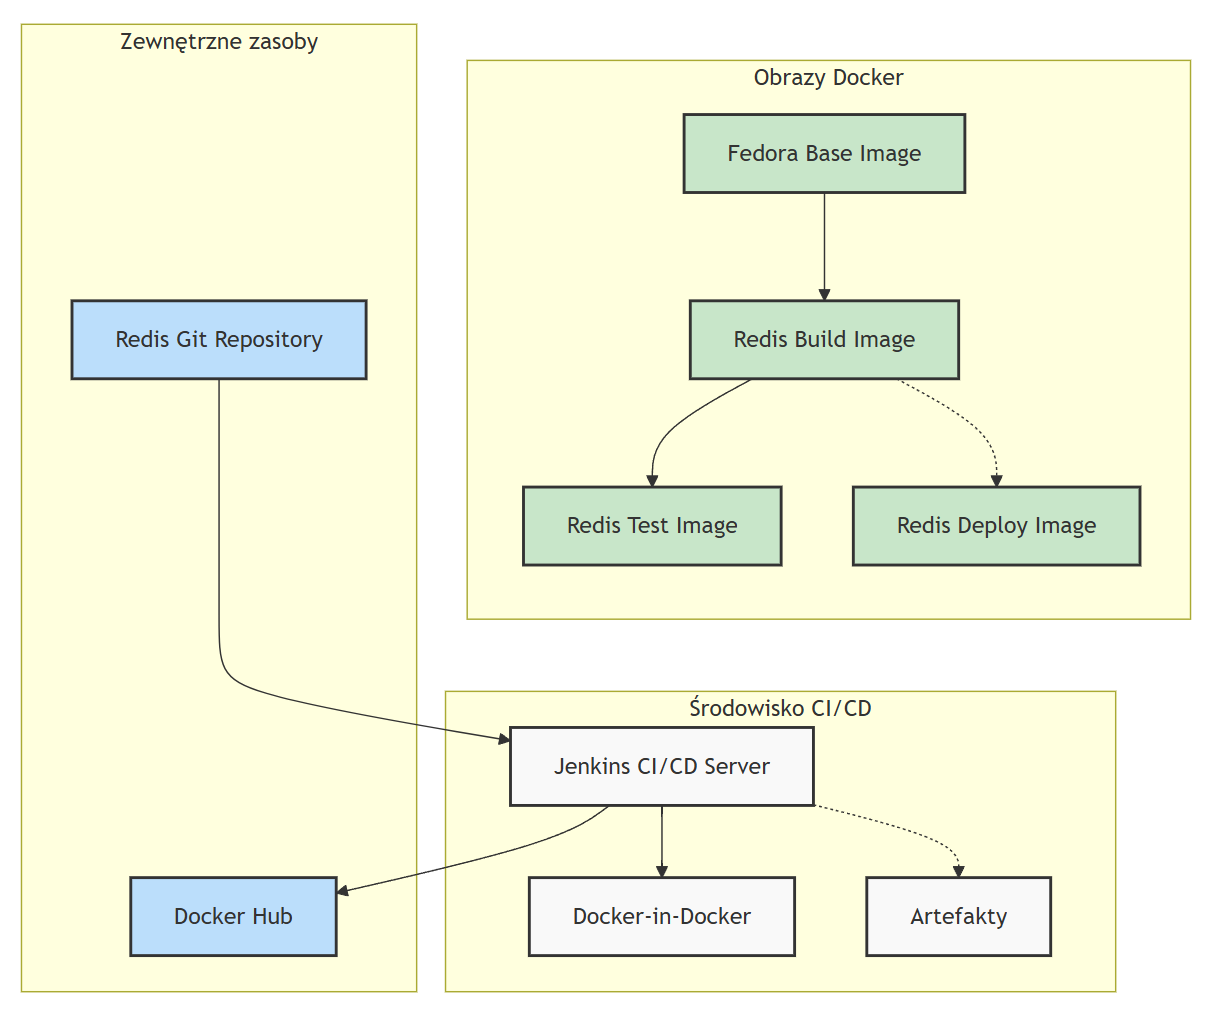 Zewnętrzne zasoby
Redis Git Repository
Docker Hub
Obrazy Docker
Fedora Base Image
Redis Build Image
Redis Test Image
Redis Deploy Image
Środowisko CI/CD
Jenkins CI/CD Server
Docker-in-Docker
Artefakty